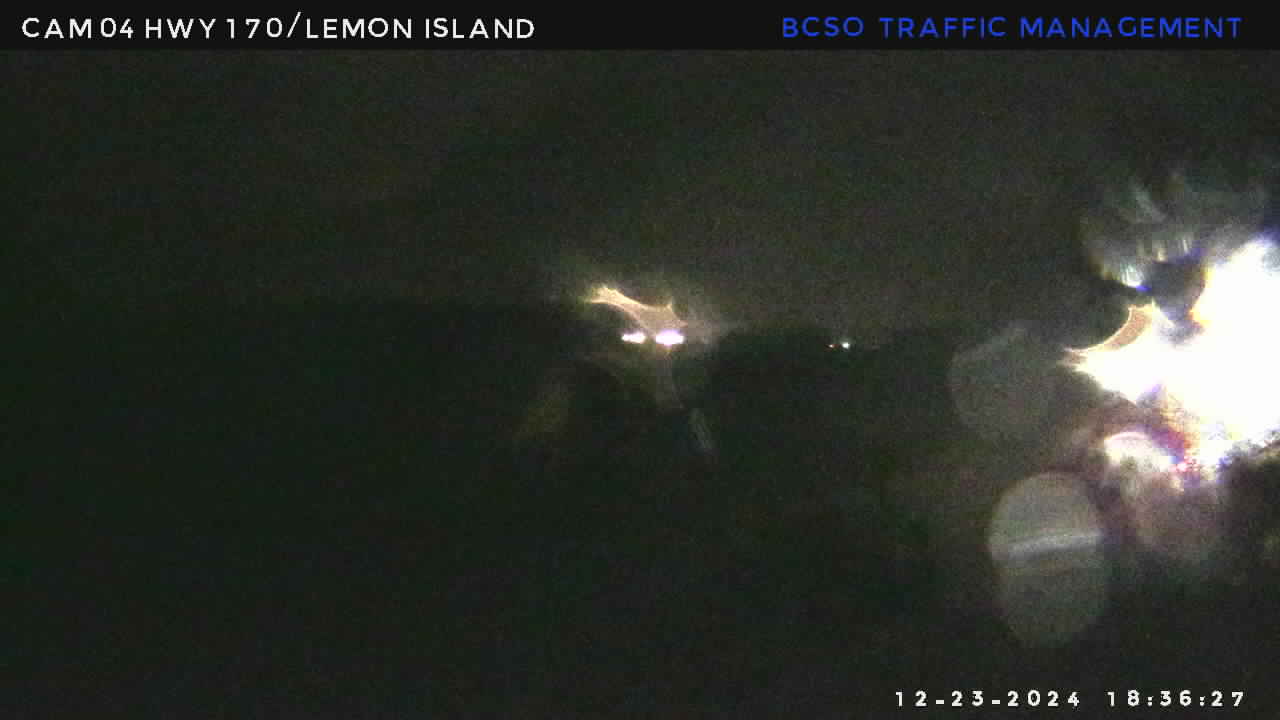 CAM04 HWY 170/LEMON ISLAND
BCSO TRAFFIC MANAGEMENT
12-23-2024 18:36:27